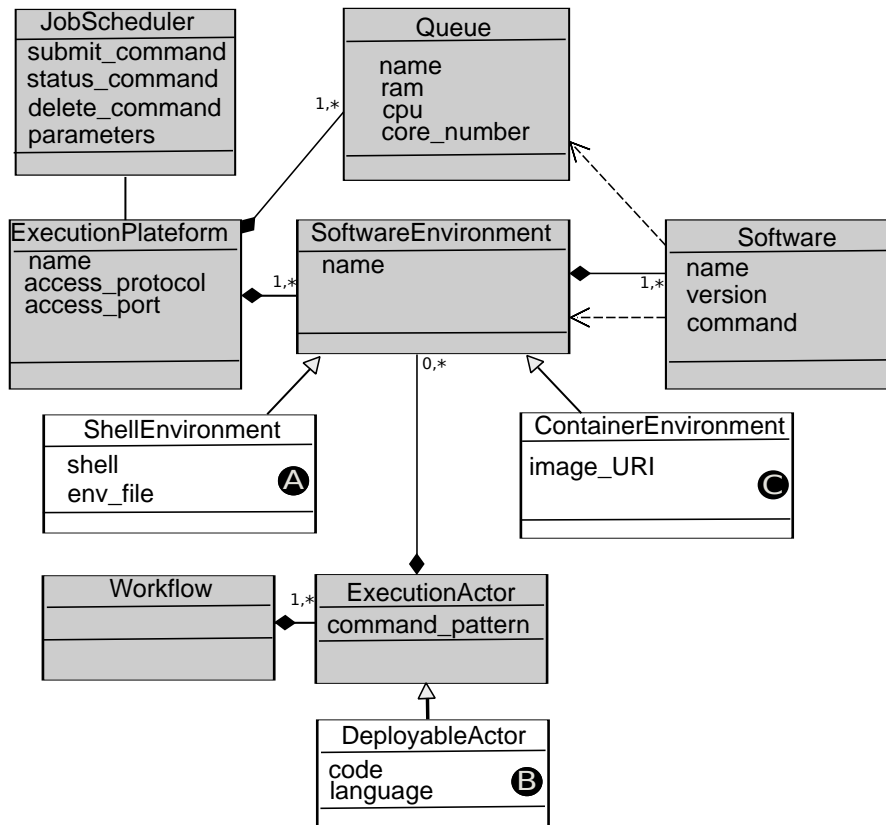 JobScheduler
submit_command
status_command
delete_command
parameters
Queue
name
ram
cpu
core_number
1,*
ExecutionPlateform
name
access_protocol
access_port
1,*
SoftwareEnvironment
name
1,*
Software
name
version
command
0,*
ShellEnvironment
shell
env_file
A
ContainerEnvironment
image_URI
C
Workflow
1,*
ExecutionActor
command_pattern
DeployableActor
code
language
B